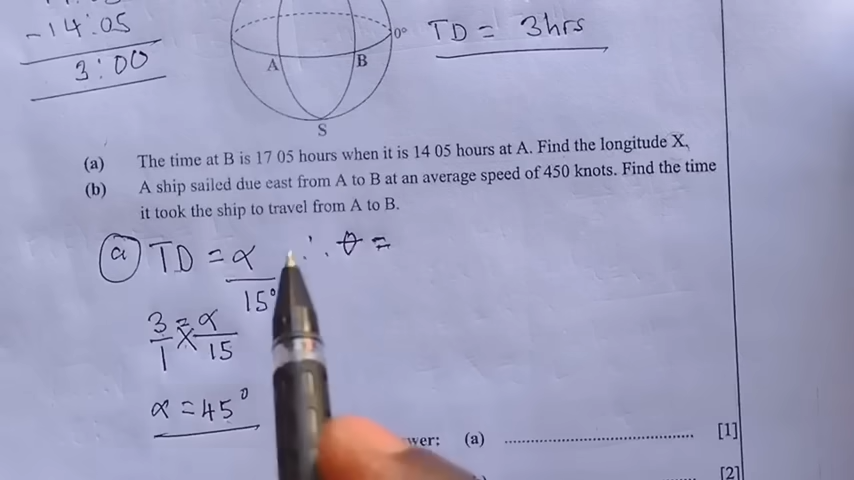 -14:05
3:00
TD = 3hrs
0°
A
B
S
(a) The time at B is 17 05 hours when it is 14 05 hours at A. Find the longitude X,
(b) A ship sailed due east from A to B at an average speed of 450 knots. Find the time
it took the ship to travel from A to B.
(a) TD = α/15° ∴ θ =
3/1 = α/15
α = 45°
wer: (a) ................................................ [1]
[2]